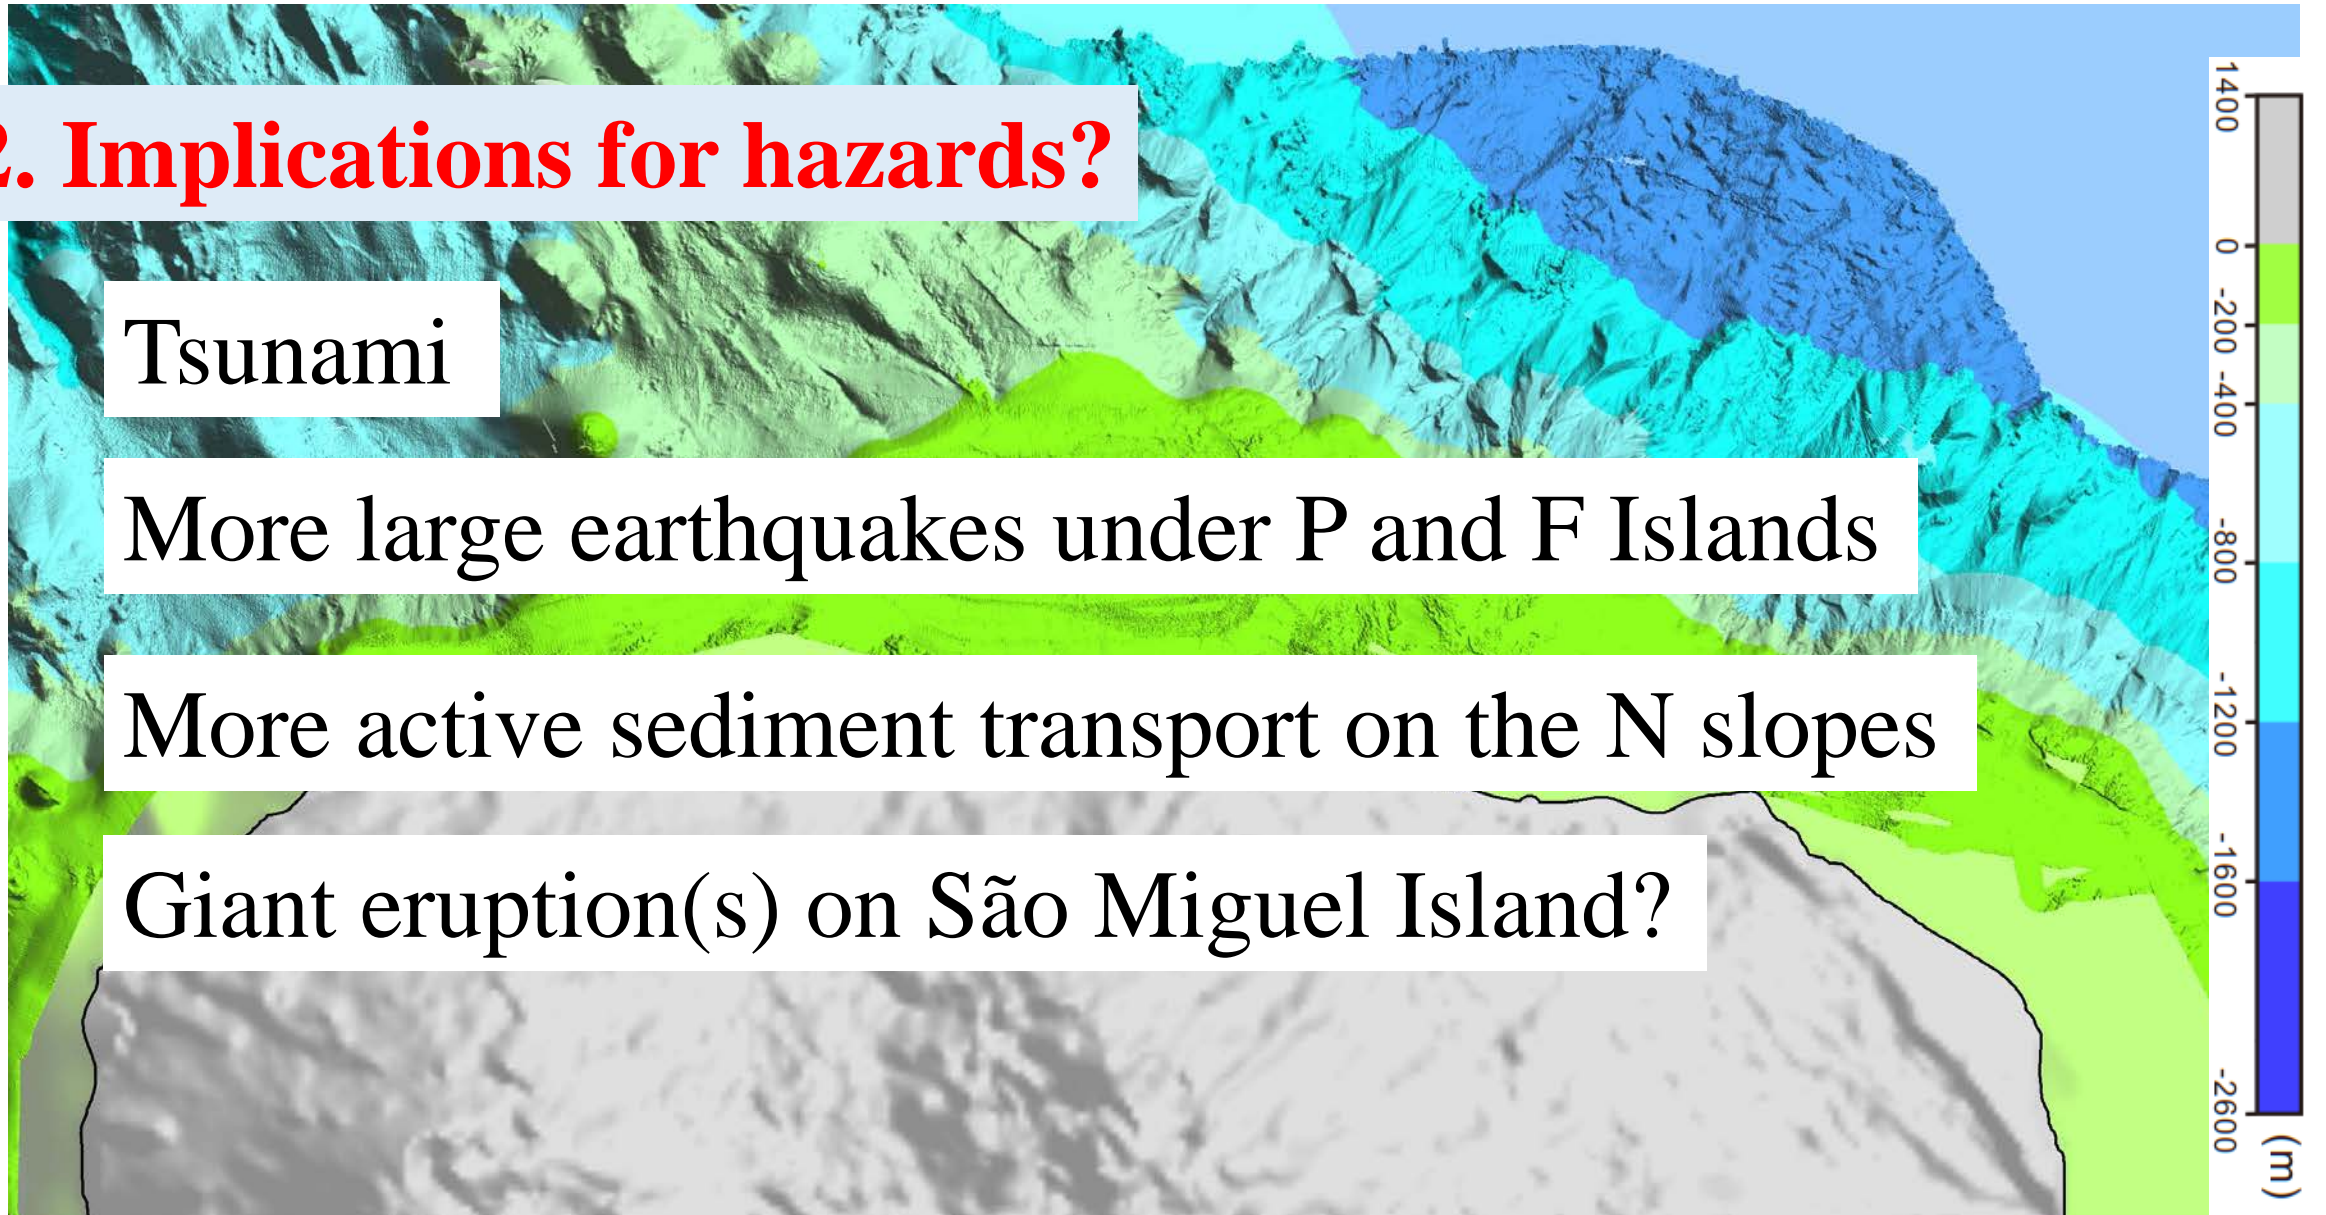 2. Implications for hazards?
Tsunami
More large earthquakes under P and F Islands
More active sediment transport on the N slopes
Giant eruption(s) on São Miguel Island?
1400
0
-200
-400
-800
-1200
-1600
-2600
(m)